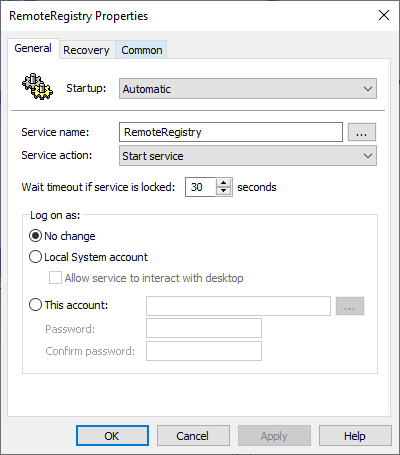 RemoteRegistry Properties
General Recovery Common
Startup: Automatic
Service name: RemoteRegistry ...
Service action: Start service
Wait timeout if service is locked: 30 seconds
Log on as:
No change
Local System account
Allow service to interact with desktop
This account: ...
Password:
Confirm password:
OK Cancel Apply Help